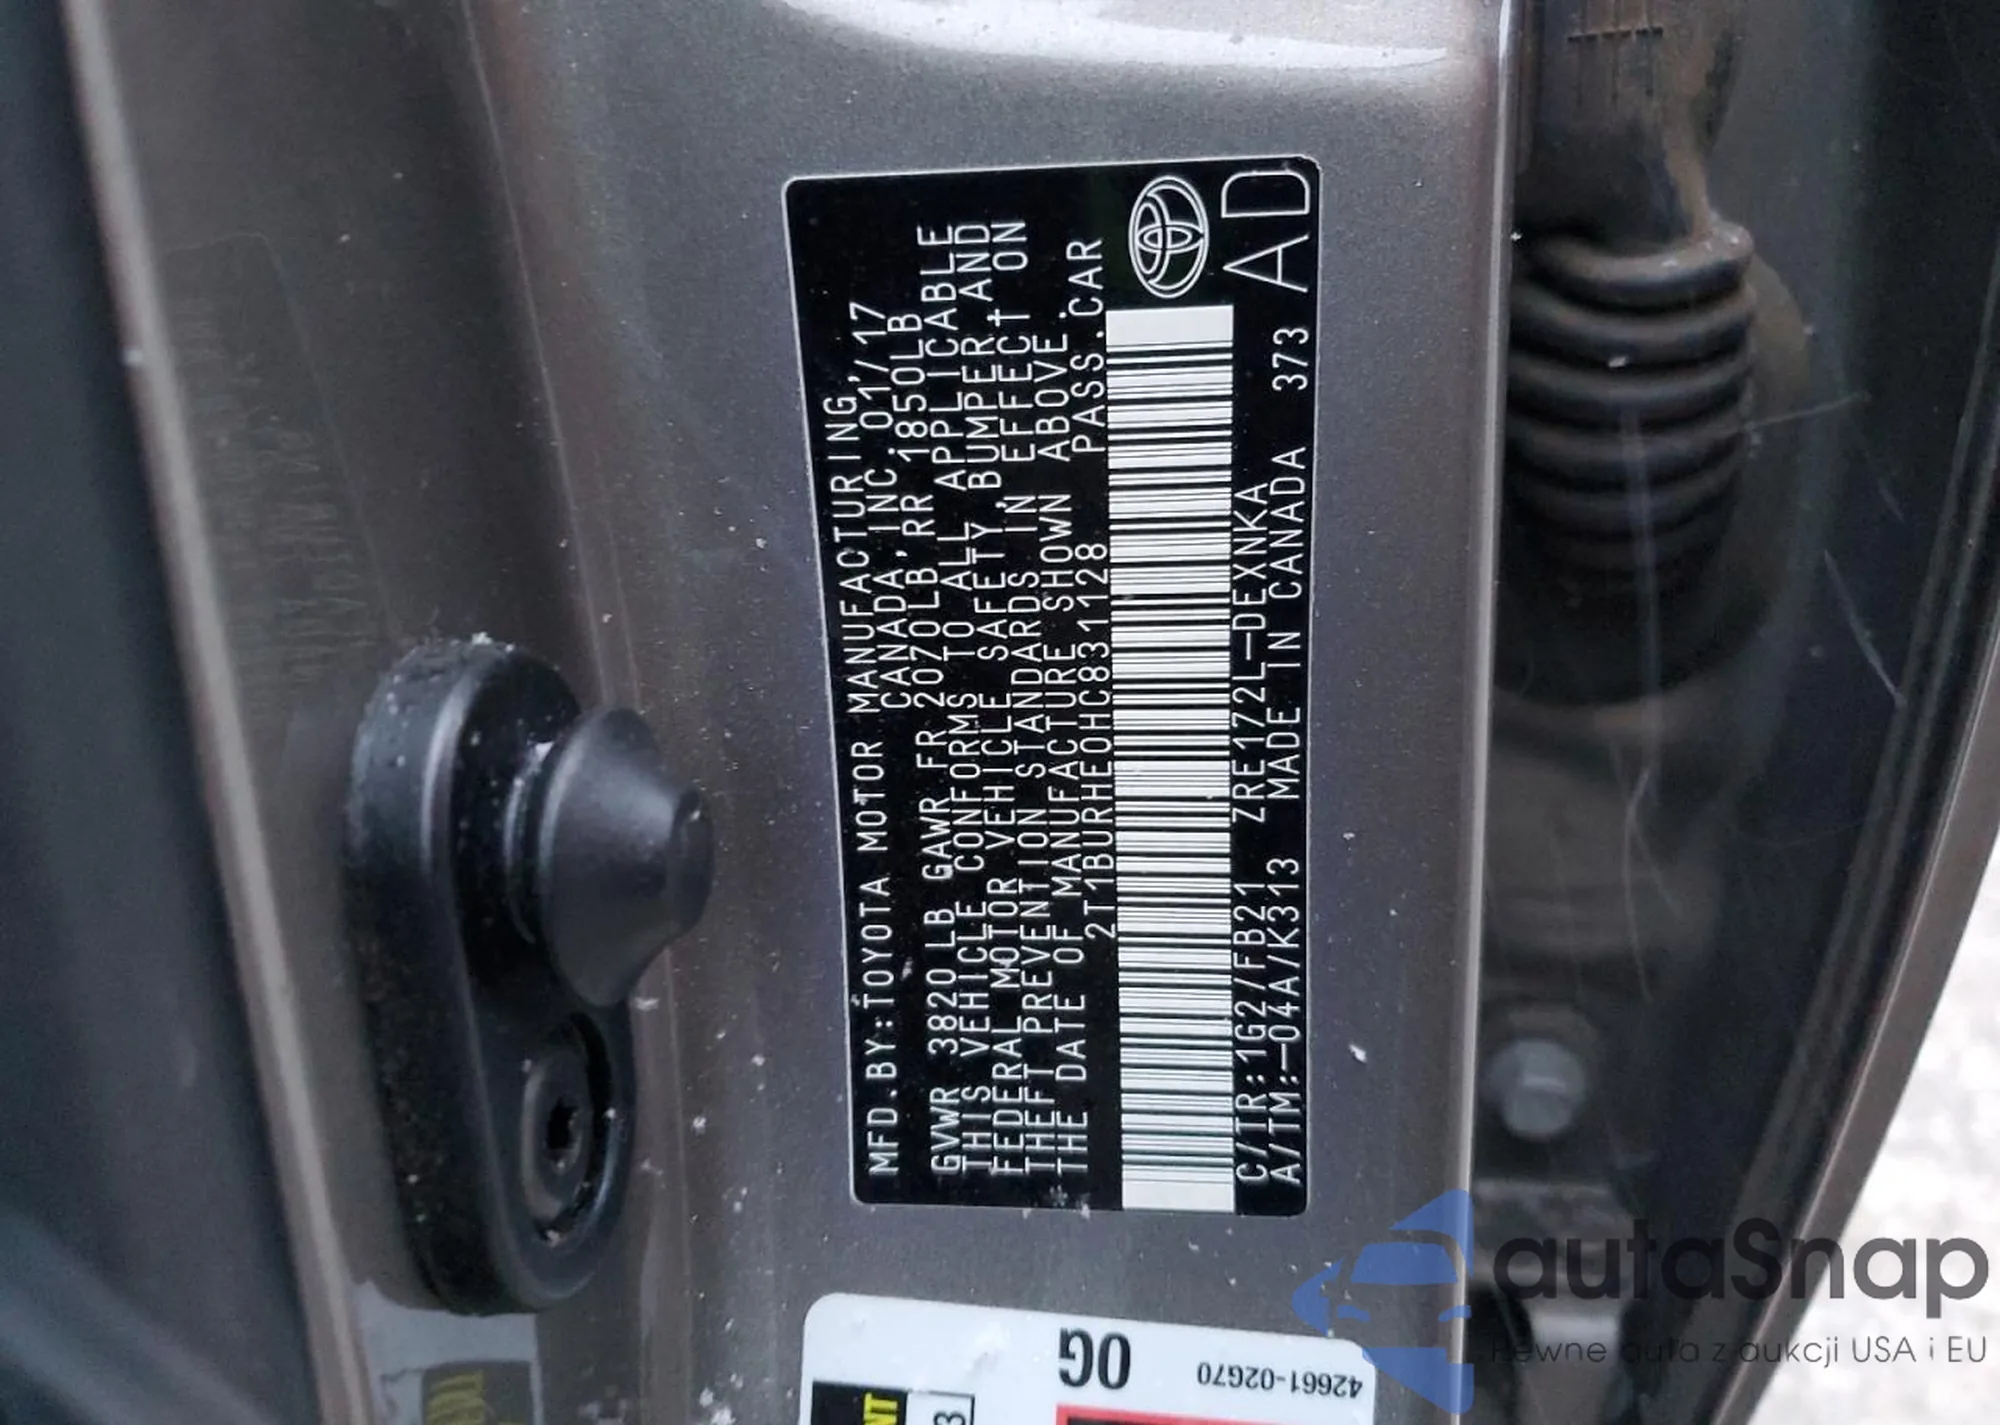 MFD.BY:TOYOTA MOTOR MANUFACTURING,
CANADA, INC. 01/17
GVWR 3820LB GAWR FR 2070LB RR 1850LB
THIS VEHICLE CONFORMS TO ALL APPLICABLE
FEDERAL MOTOR VEHICLE SAFETY, BUMPER, AND
THEFT PREVENTION STANDARDS IN EFFECT ON
THE DATE OF MANUFACTURE SHOWN ABOVE.
2T1BURHE0HC831128 PASS.CAR
C/TR:1G2/FB21 ZRE172L-DEXNKA
A/TM:-04A/K313 MADE IN CANADA 373
AD
0G
42661-02G70
3
autaSnap
Pewne auta z aukcji USA i EU